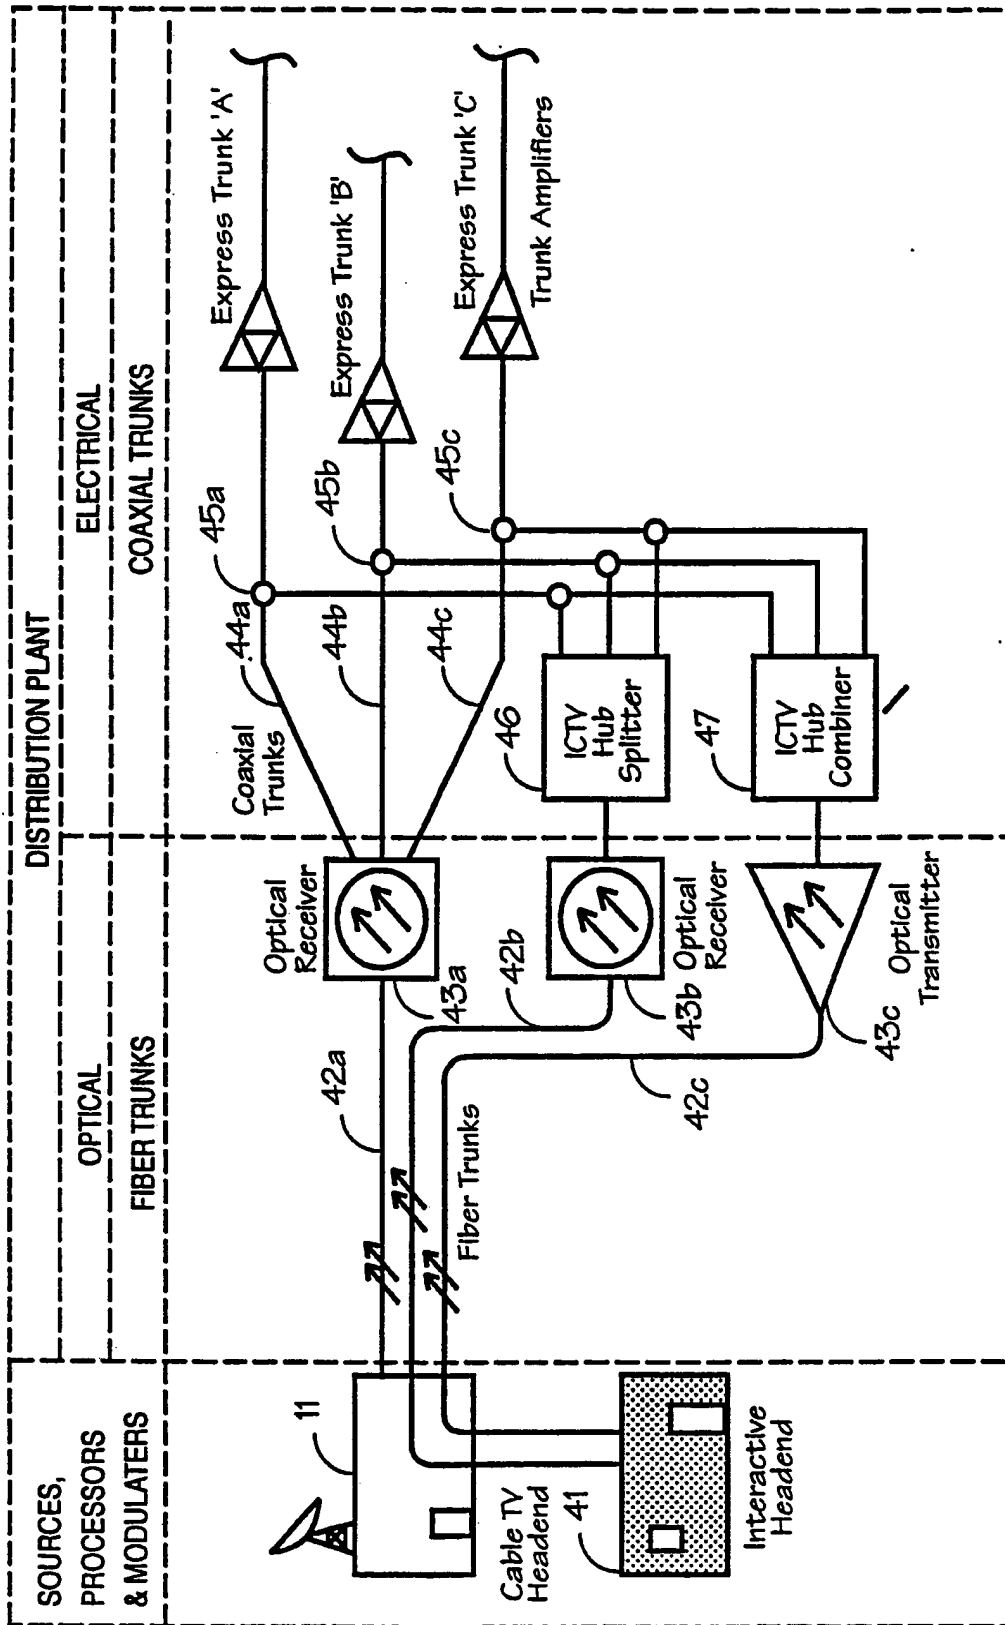 DISTRIBUTION PLANT
SOURCES,
PROCESSORS
& MODULATERS
OPTICAL
ELECTRICAL
FIBER TRUNKS
COAXIAL TRUNKS
11
Cable TV
Headend
41
Interactive
Headend
42a
Fiber Trunks
42b
42c
Optical
Receiver
43a
Optical
Receiver
43b
Optical
Transmitter
43c
Coaxial
Trunks
44a
44b
44c
45a
45b
45c
46
ICTV
Hub
Splitter
47
ICTV
Hub
Combiner
Express Trunk 'A'
Express Trunk 'B'
Express Trunk 'C'
Trunk Amplifiers